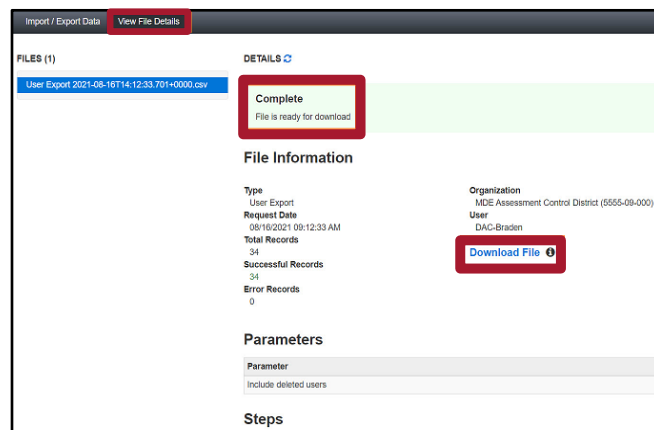 Import / Export Data View File Details
FILES (1)
User Export 2021-08-16T14:12:33.701+0000.csv
DETAILS
Complete
File is ready for download
File Information
Type
User Export
Request Date
08/16/2021 09:12:33 AM
Total Records
34
Successful Records
34
Error Records
0
Organization
MDE Assessment Control District (5555-09-000)
User
DAC-Braden
Download File
Parameters
Parameter
Include deleted users
Steps